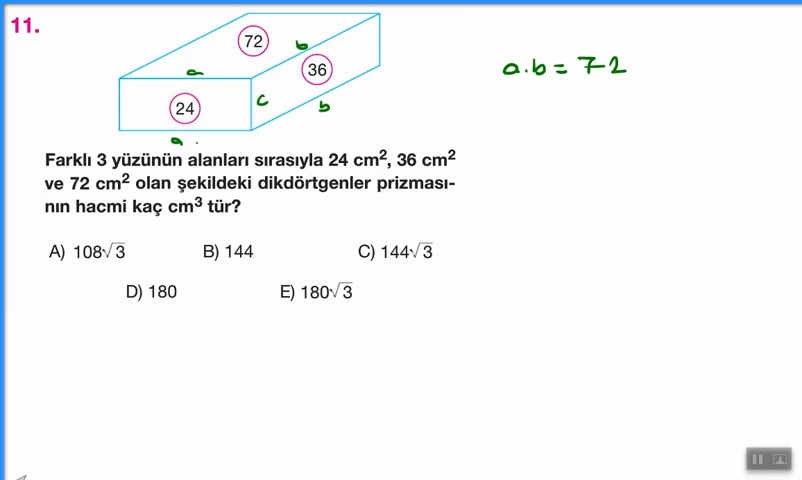 11.
72
b
a
36
c
24
b
a
a.b = 72
Farklı 3 yüzünün alanları sırasıyla 24 cm², 36 cm²
ve 72 cm² olan şekildeki dikdörtgenler prizması-
nın hacmi kaç cm³ tür?
A) 108√3 B) 144 C) 144√3
D) 180 E) 180√3